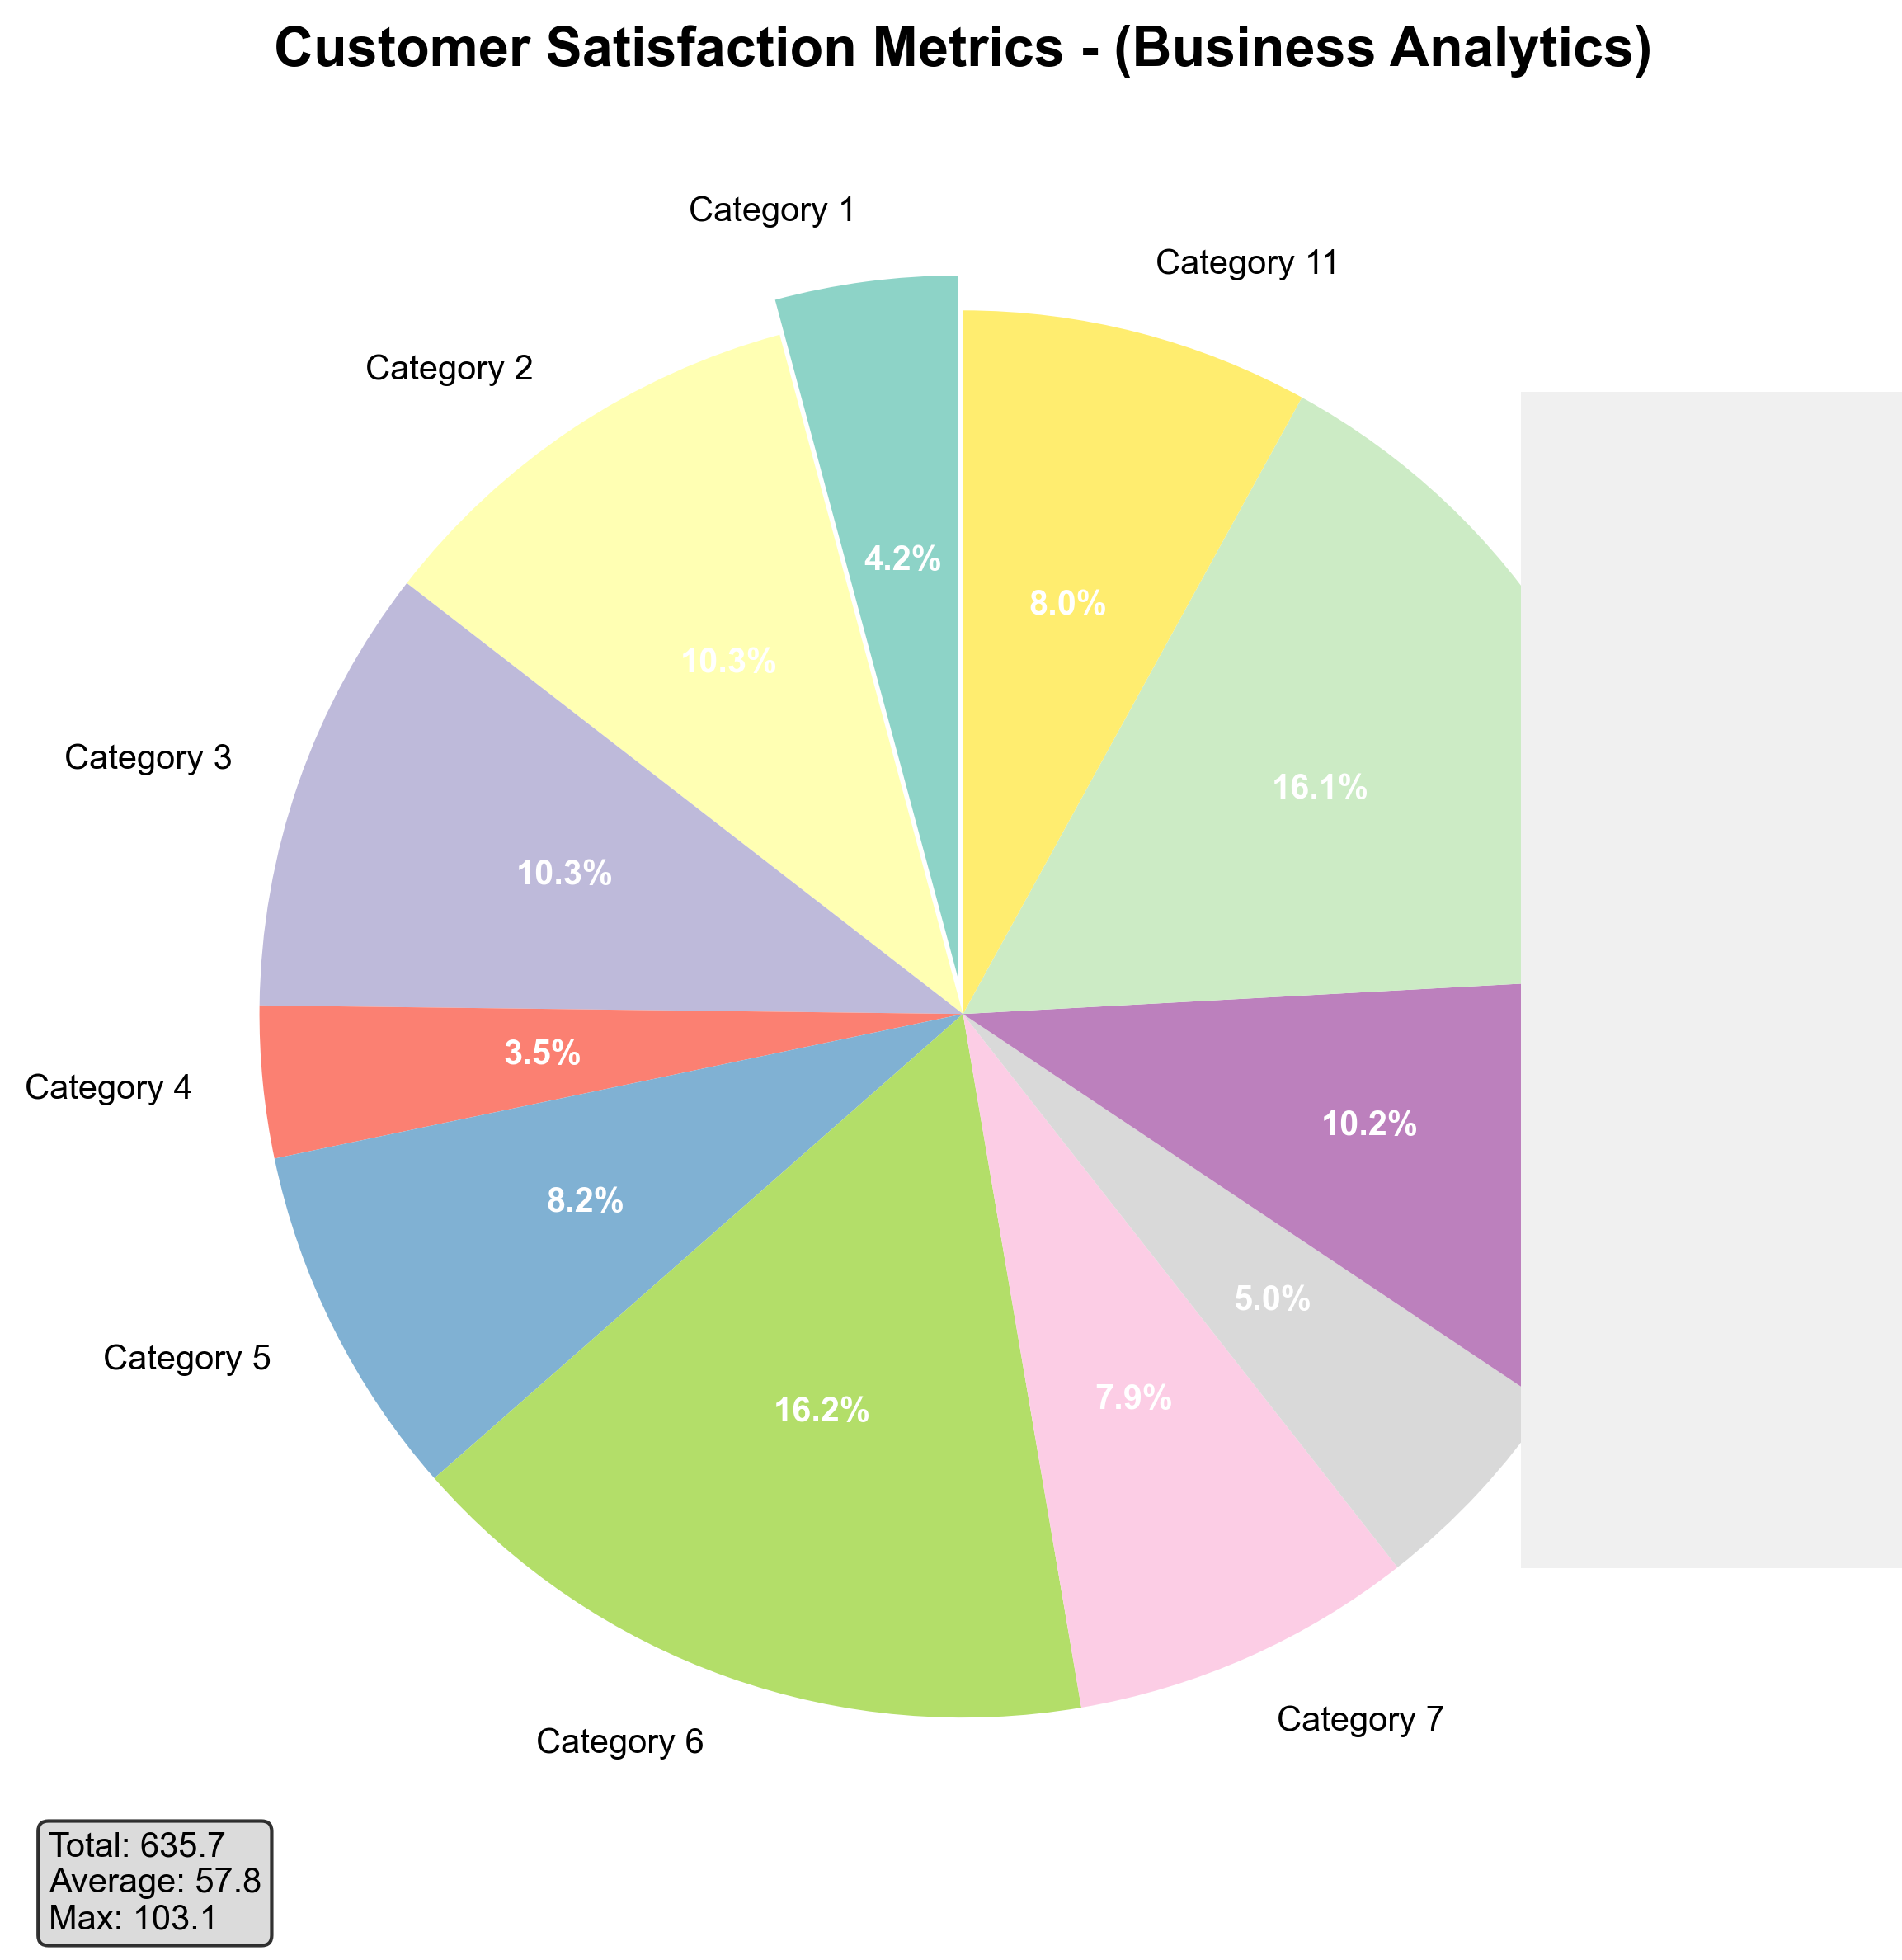 Customer Satisfaction Metrics - (Business Analytics)
Category 1
Category 11
Category 2
4.2%
8.0%
10.3%
Category 3
16.1%
10.3%
3.5%
Category 4
10.2%
8.2%
5.0%
Category 5
16.2%
7.9%
Category 6
Category 7
Total: 635.7
Average: 57.8
Max: 103.1